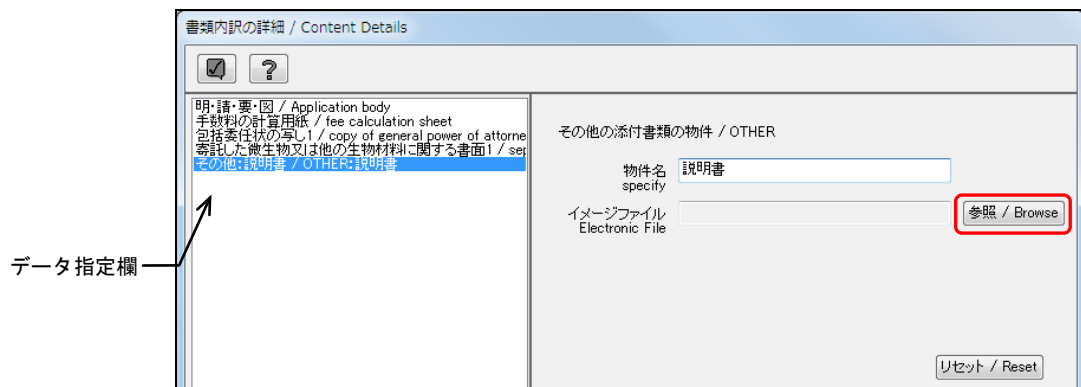 書類内訳の詳細 / Content Details
明・請・要・図 / Application body
手数料の計算用紙 / fee calculation sheet
包括委任状の写し1 / copy of general power of attorne
寄託した微生物又は他の生物材料に関する書面1 / sep
その他:説明書 / OTHER:説明書
データ指定欄
その他の添付書類の物件 / OTHER
物件名
specify
説明書
イメージファイル
Electronic File
参照 / Browse
リセット / Reset